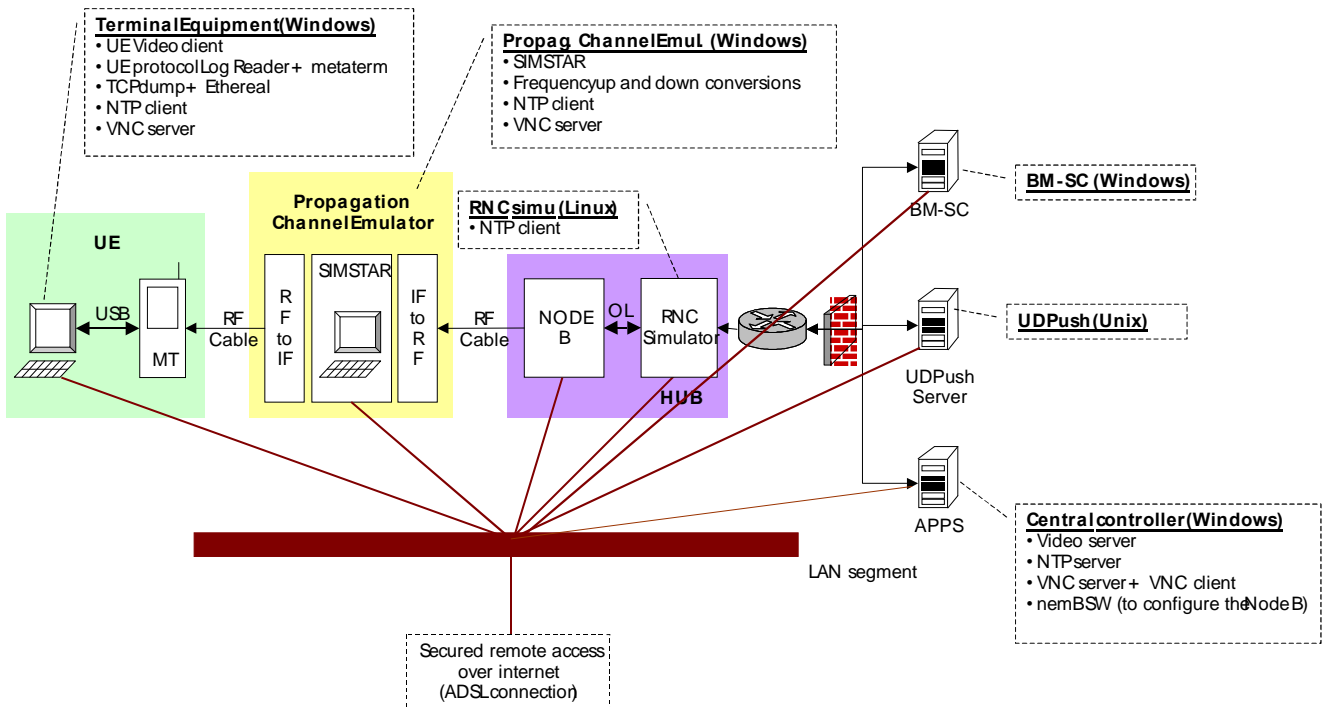 TerminalEquipment(Windows)
• UE Video client
• UE protocol Log Reader + metaterm
• TCPdump + Ethereal
• NTP client
• VNC server
Propag. ChannelEmul. (Windows)
• SIMSTAR
• Frequencyup and down conversions
• NTP client
• VNC server
RNCsimu (Linux)
• NTP client
BM-SC
BM-SC (Windows)
UE
USB
MT
RF
Cable
Propagation
ChannelEmulator
RF to IF
SIMSTAR
IF
to
RF
RF
Cable
NODE
B
OL
RNC
Simulator
HUB
UDPush
Server
UDPush (Unix)
APPS
Centralcontroller(Windows)
• Video server
• NTPserver
• VNC server + VNC client
• nemBSW (to configure theNodeB)
LAN segment
Secured remote access
over internet
(ADSLconnection)